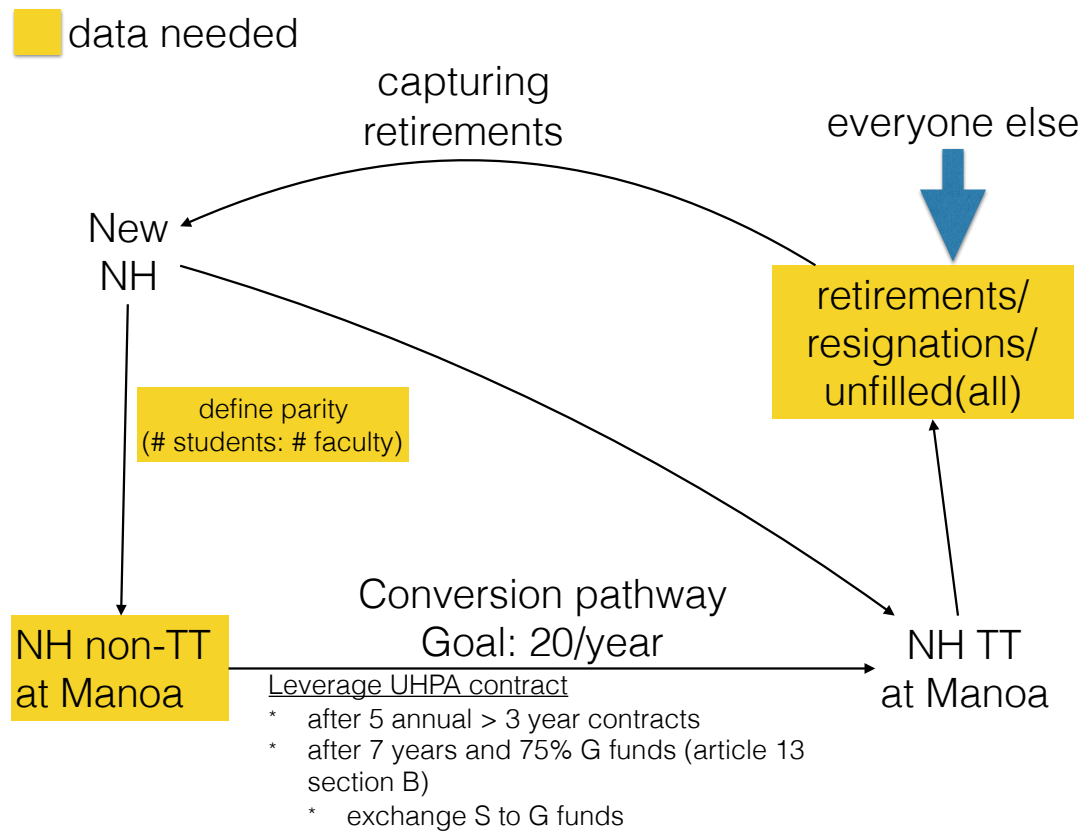 data needed
capturing
retirements
everyone else
New
NH
retirements/
resignations/
unfilled(all)
define parity
(# students: # faculty)
Conversion pathway
Goal: 20/year
NH non-TT
at Manoa
NH TT
at Manoa
Leverage UHPA contract
* after 5 annual > 3 year contracts
* after 7 years and 75% G funds (article 13
section B)
* exchange S to G funds